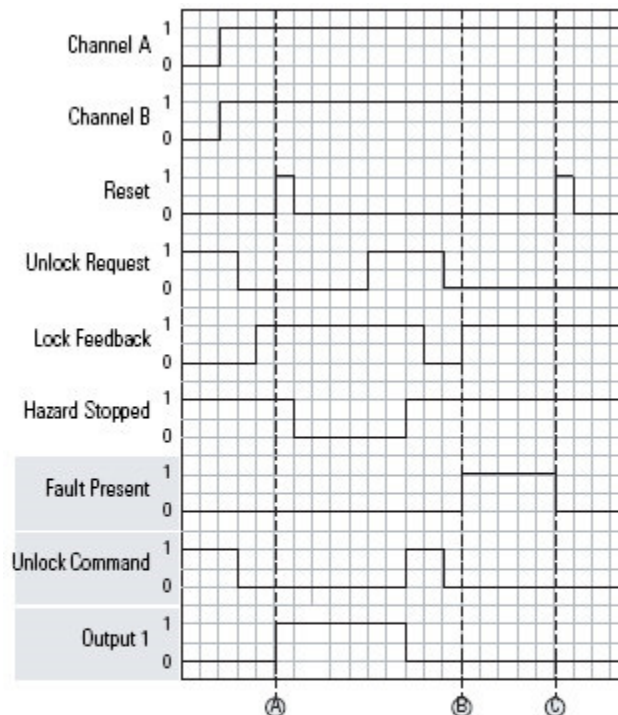 Channel A 1
0
Channel B 1
0
Reset 1
0
Unlock Request 1
0
Lock Feedback 1
0
Hazard Stopped 1
0
Fault Present 1
0
Unlock Command 1
0
Output 1 1
0
Ⓐ Ⓑ Ⓒ